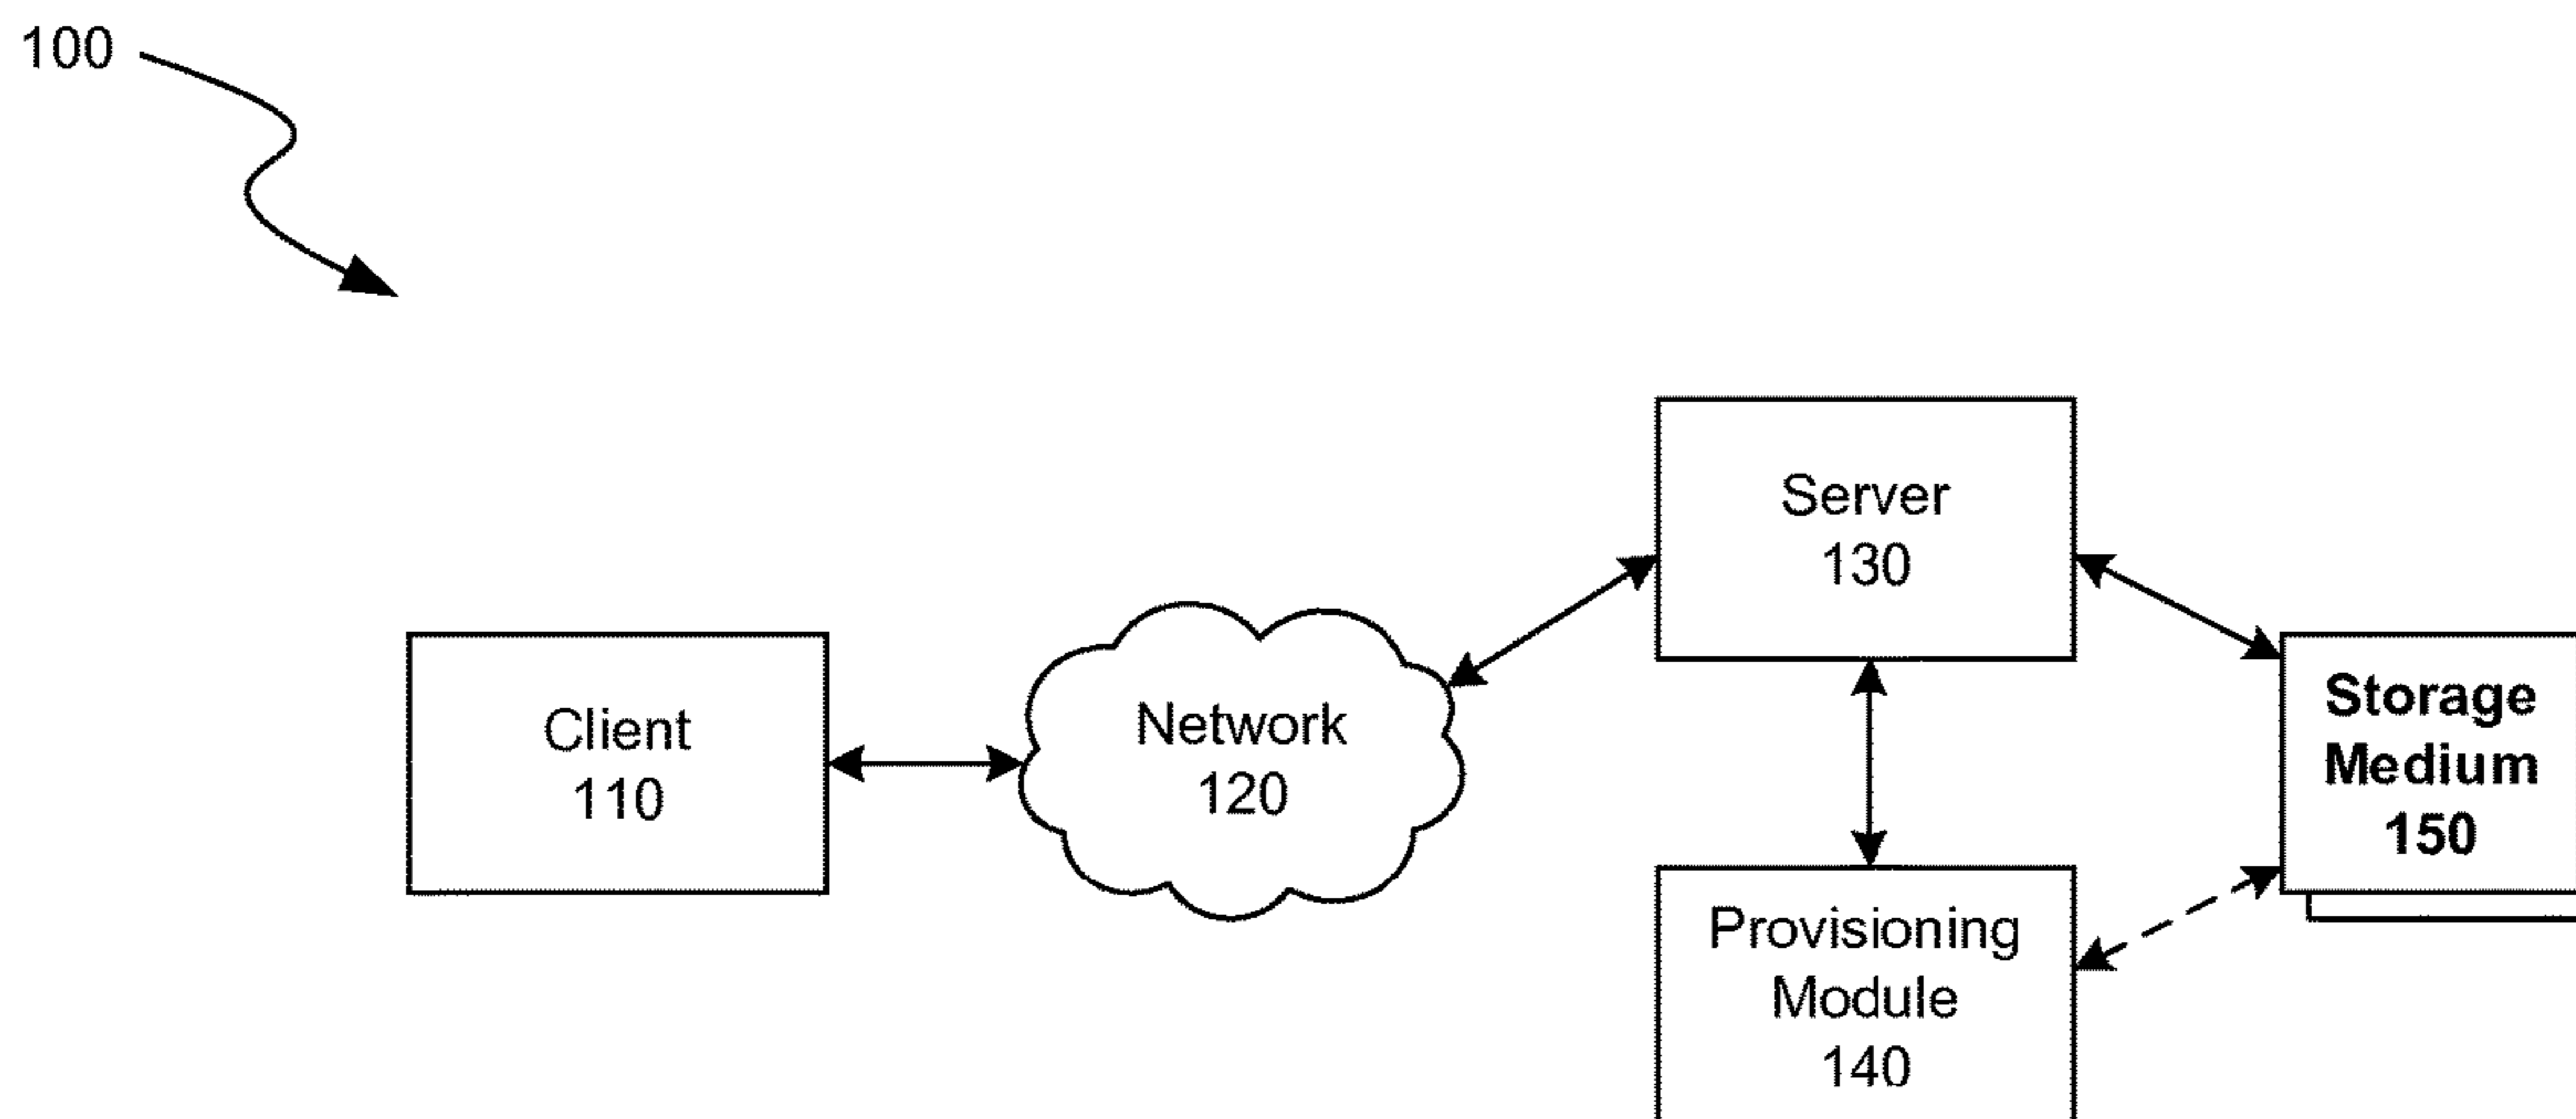 100
Server
130
Client
110
Network
120
Storage
Medium
150
Provisioning
Module
140